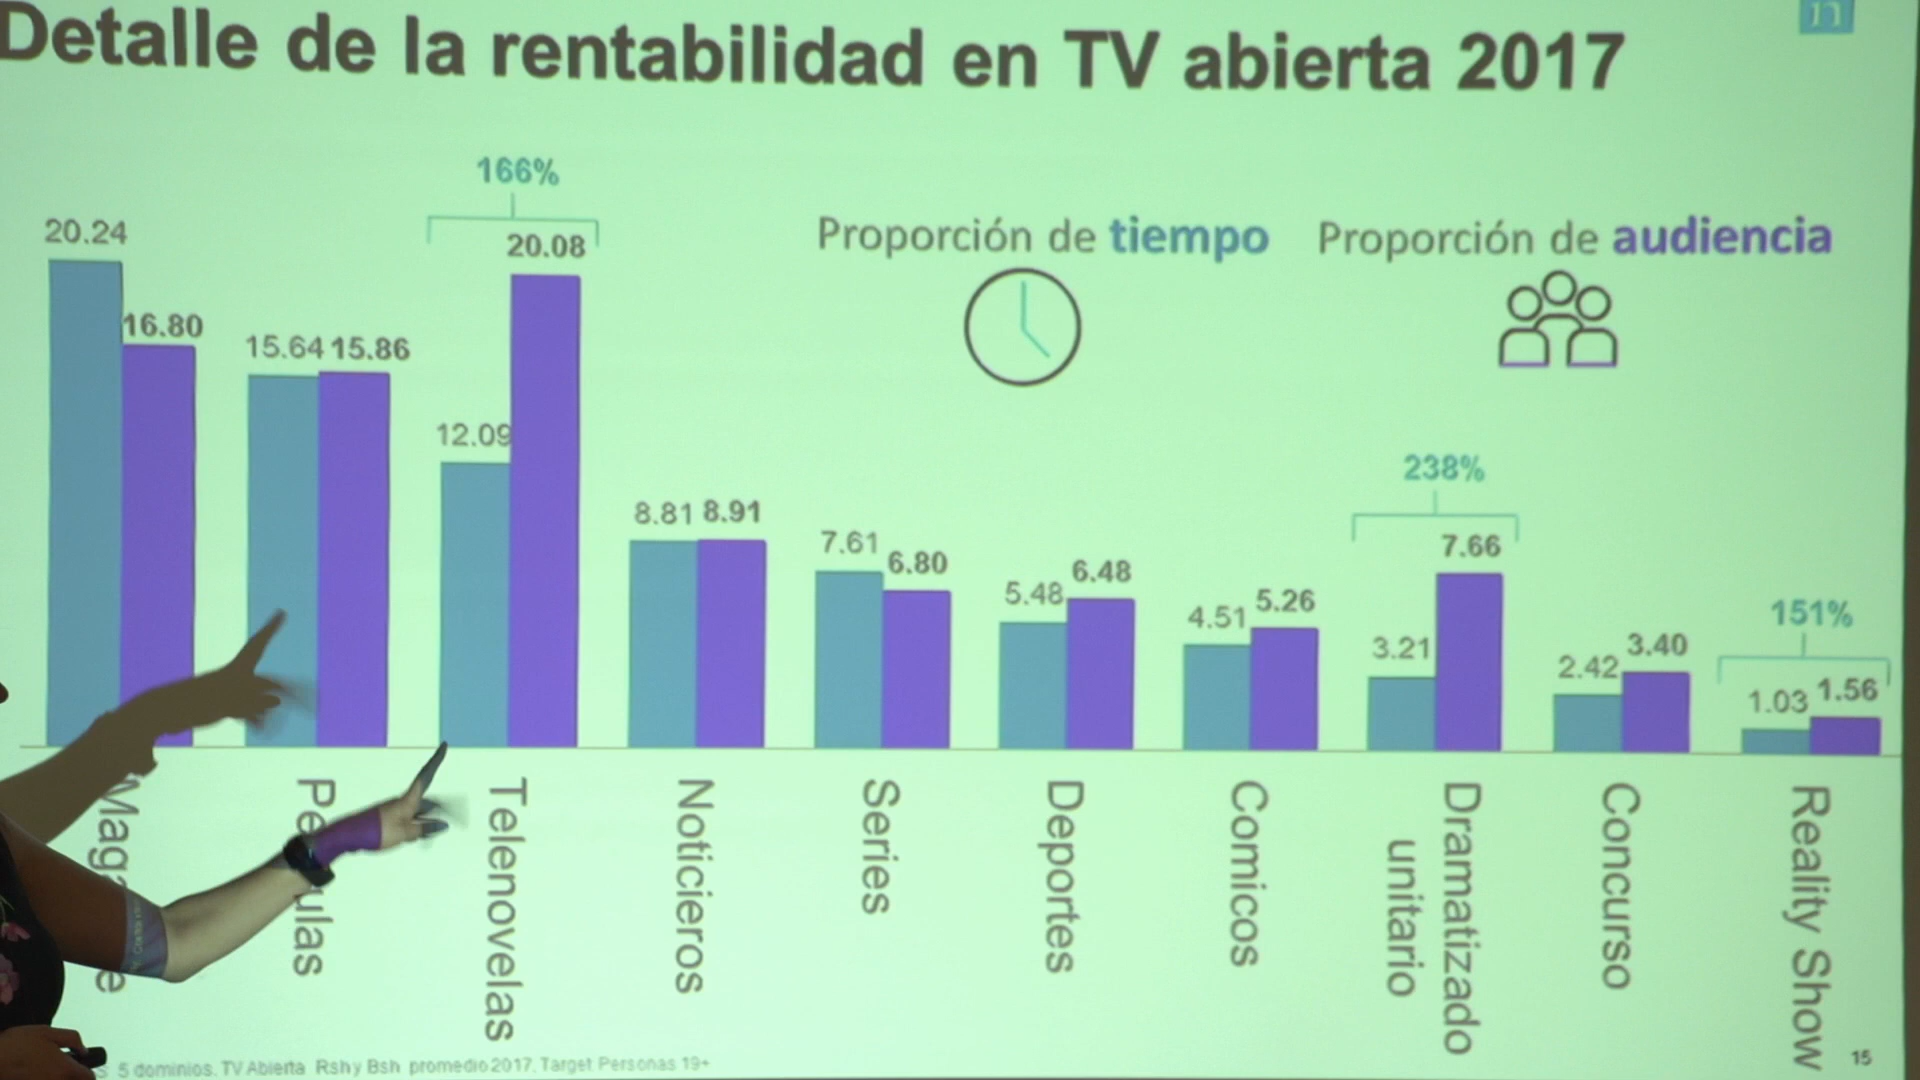 Detalle de la rentabilidad en TV abierta 2017
n
166%
20.24
16.80
15.64
15.86
12.09
20.08
Proporción de tiempo
Proporción de audiencia
8.81
8.91
7.61
6.80
5.48
6.48
4.51
5.26
238%
3.21
7.66
2.42
3.40
151%
1.03
1.56
Telenovelas
Noticieros
Series
Deportes
Comicos
Dramatizado
unitario
Concurso
Reality Show
5 dominios. TV Abierta Rsh y Bsh promedio 2017. Target Personas 19+
15